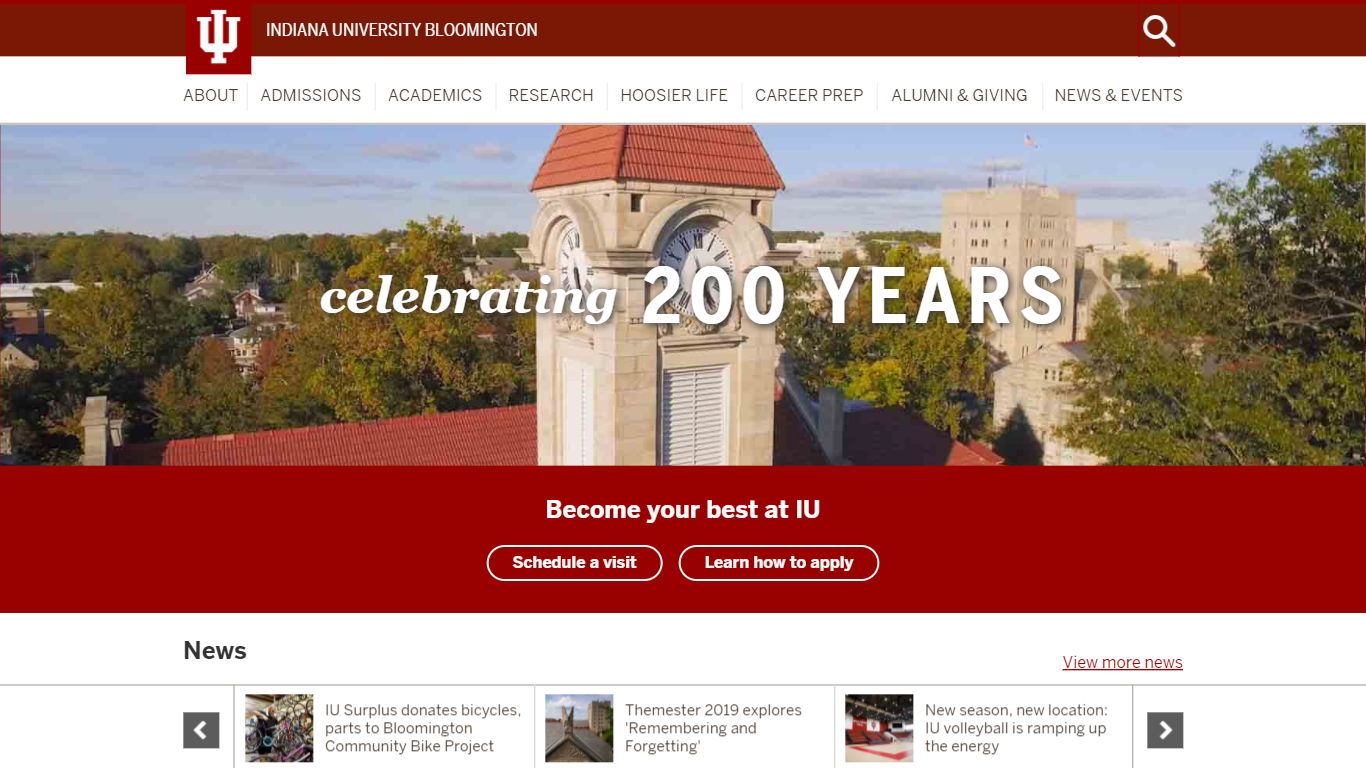 INDIANA UNIVERSITY BLOOMINGTON
ABOUT
ADMISSIONS
ACADEMICS
RESEARCH
HOOSIER LIFE
CAREER PREP
ALUMNI & GIVING
NEWS & EVENTS
celebrating 200 YEARS
Become your best at IU
Schedule a visit
Learn how to apply
News
View more news
IU Surplus donates bicycles,
parts to Bloomington
Community Bike Project
Themester 2019 explores
'Remembering and
Forgetting'
New season, new location:
IU volleyball is ramping up
the energy